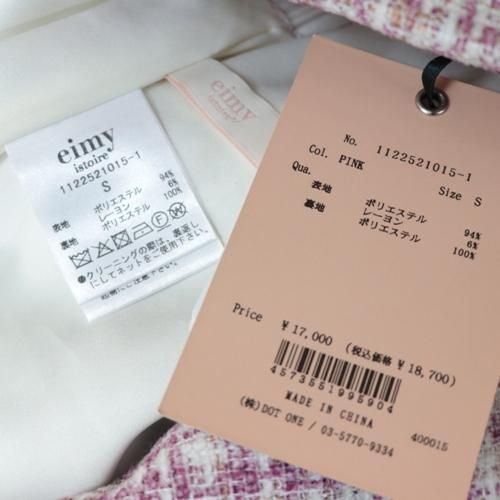 eimy
istoire
1122521015-1
S
表地 ポリエステル 94%
レーヨン 6%
裏地 ポリエステル 100%
●クリーニングの際は、裏返し
にしてネットをご使用下さい。
eimy
istoire
No. 1122521015-1
Col. PINK Size S
Qua.
表地 ポリエステル 94%
レーヨン 6%
裏地 ポリエステル 100%
Price ¥17,000 (税込価格 ¥18,700)
4573551995904
MADE IN CHINA
(株)DOT ONE / 03-5770-9334
400015